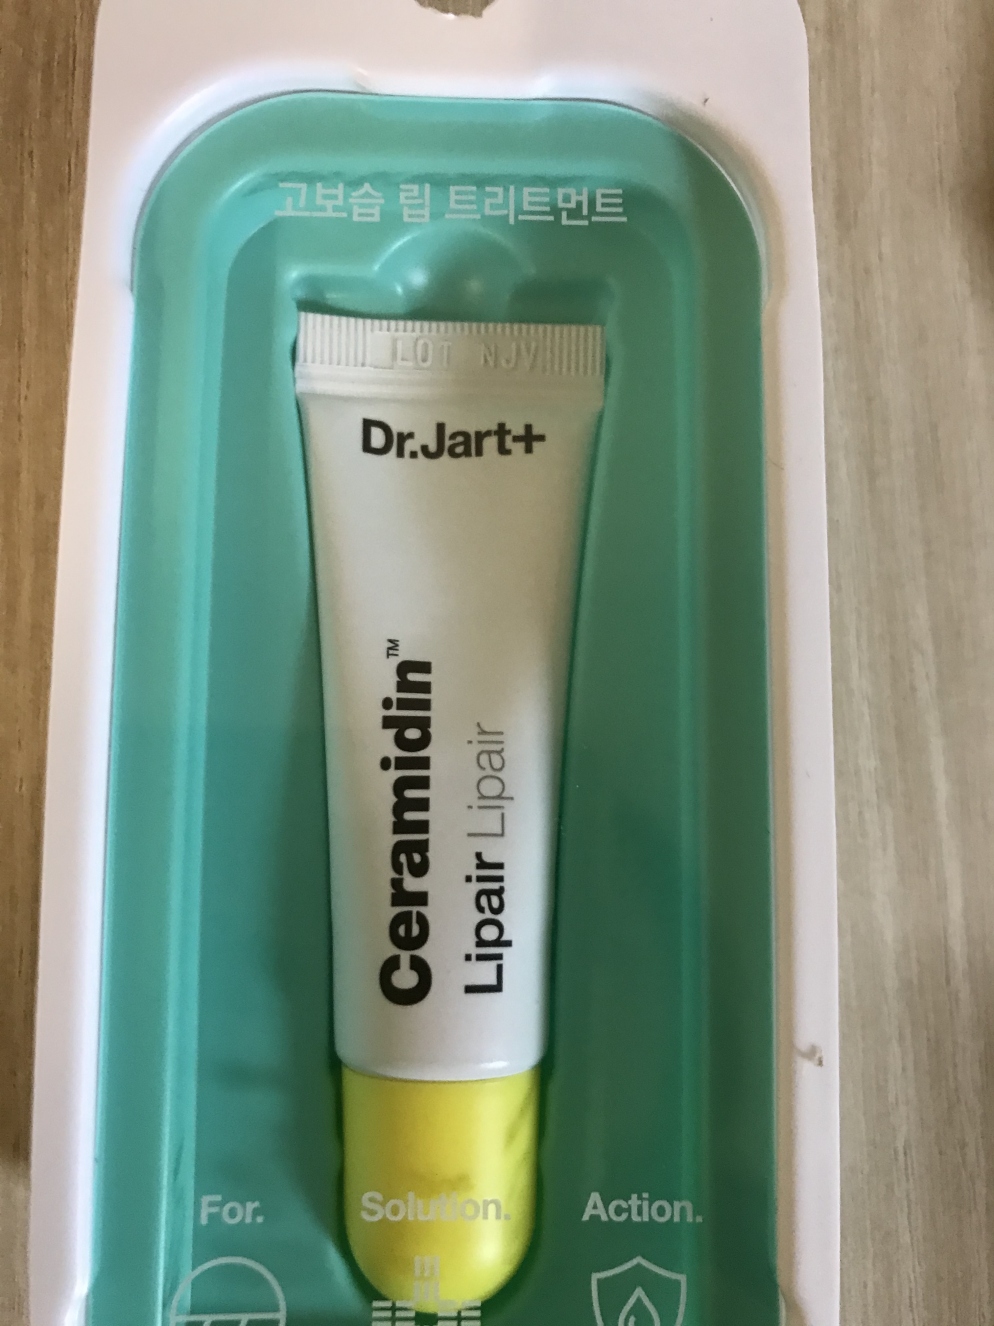 고보습 립 트리트먼트
LOT NJV
Dr.Jart+
Ceramidin™
Lipair Lipair
For. Solution. Action.